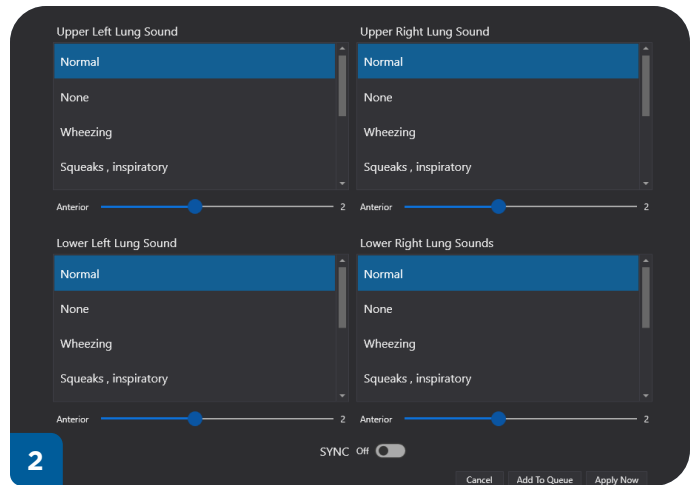 Upper Left Lung Sound
Normal
None
Wheezing
Squeaks , inspiratory
Anterior 2
Upper Right Lung Sound
Normal
None
Wheezing
Squeaks , inspiratory
Anterior 2
Lower Left Lung Sound
Normal
None
Wheezing
Squeaks , inspiratory
Anterior 2
Lower Right Lung Sounds
Normal
None
Wheezing
Squeaks , inspiratory
Anterior 2
SYNC Off
2
Cancel Add To Queue Apply Now